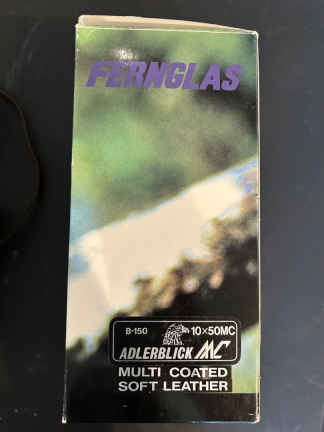 FERNGLAS
B-150 10×50MC
ADLERBLICK MC
MULTI COATED
SOFT LEATHER